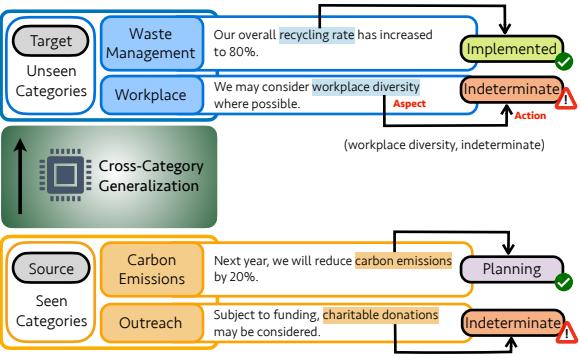 Target
Unseen
Categories
Waste
Management
Our overall recycling rate has increased
to 80%.
Implemented
Workplace
We may consider workplace diversity
where possible.
Aspect
Indeterminate
Action
(workplace diversity, indeterminate)
Cross-Category
Generalization
Source
Seen
Categories
Carbon
Emissions
Next year, we will reduce carbon emissions
by 20%.
Planning
Outreach
Subject to funding, charitable donations
may be considered.
Indeterminate